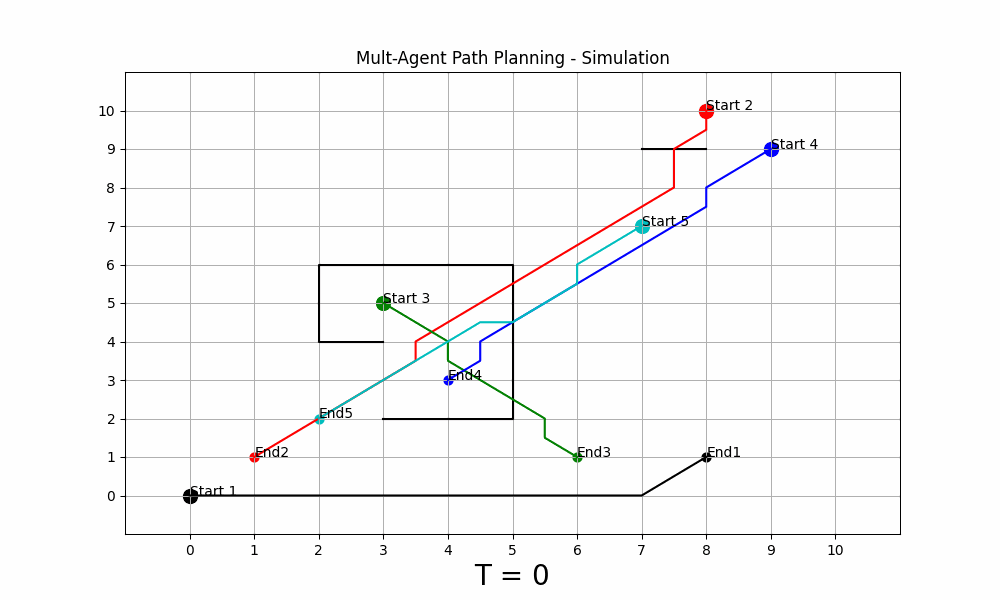 Mult-Agent Path Planning - Simulation
10
Start 2
9
Start 4
8
7
Start 5
6
5
Start 3
4
3
End4
2
End5
1
End2
End3
End1
0
Start 1
0 1 2 3 4 5 6 7 8 9 10
T = 0